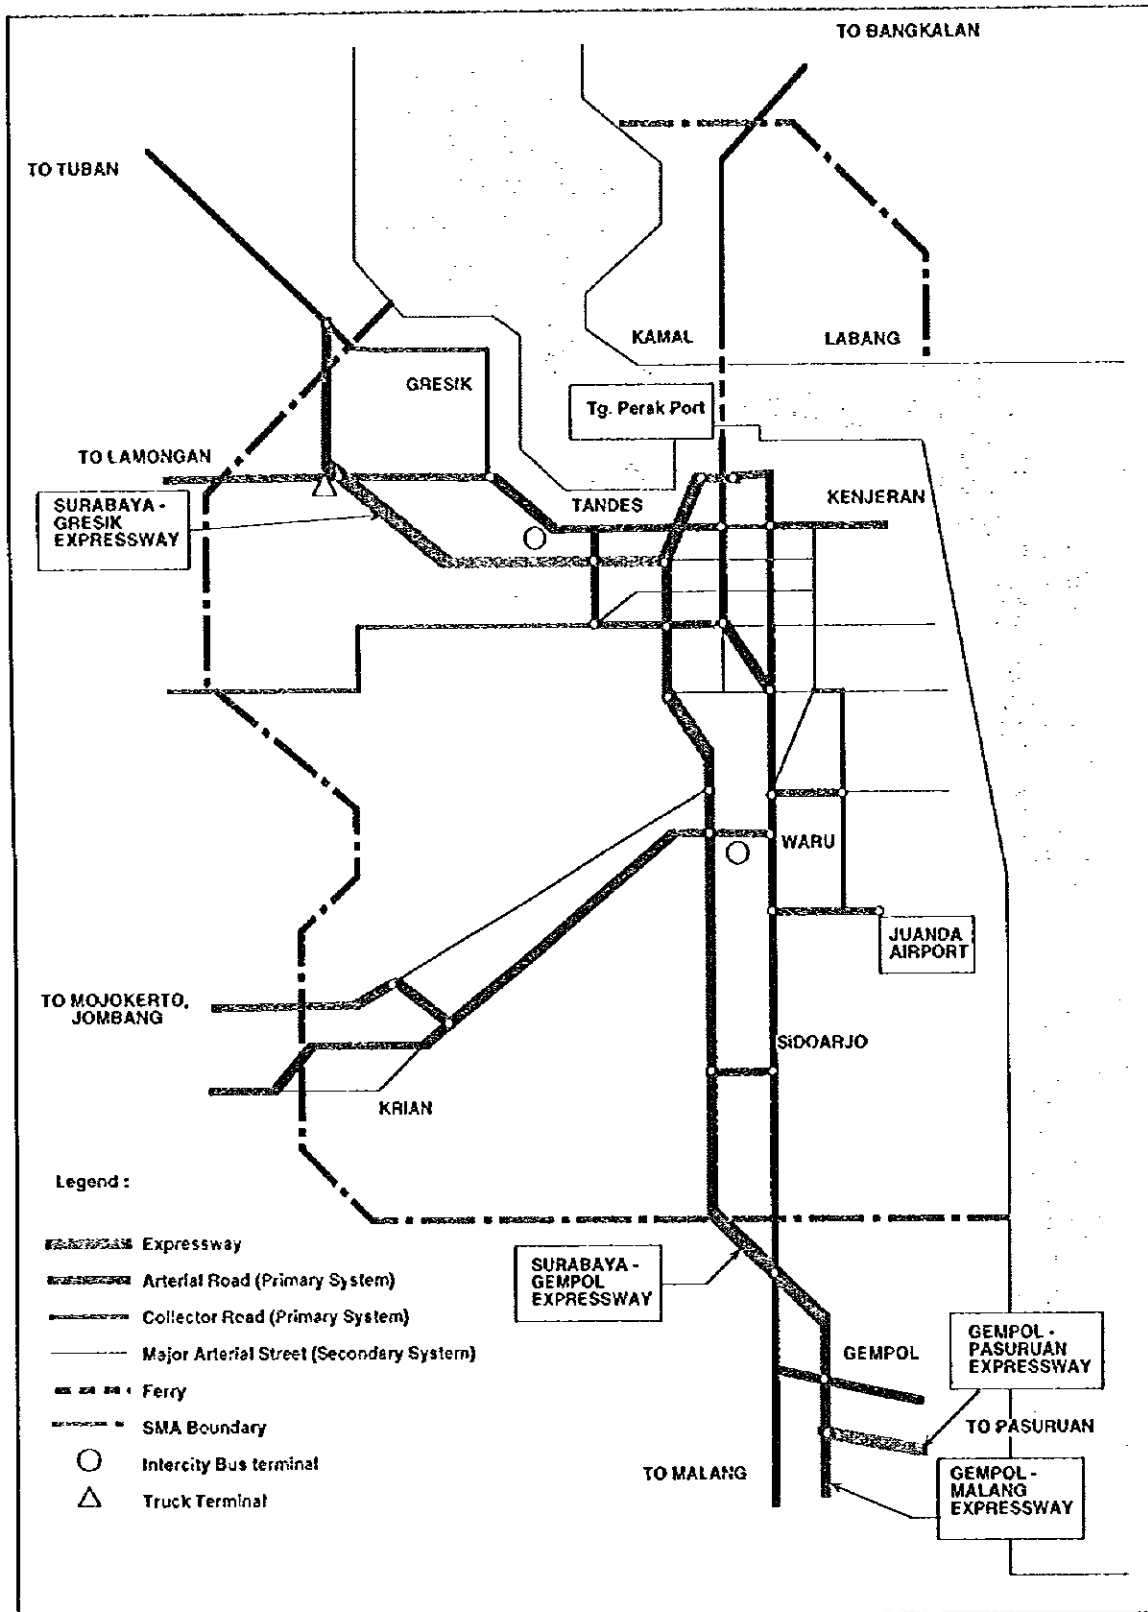 TO BANGKALAN
TO TUBAN
KAMAL
LABANG
GRESIK
Tg. Perak Port
TO LAMONGAN
SURABAYA -
GRESIK
EXPRESSWAY
TANDES
KENJERAN
WARU
JUANDA
AIRPORT
TO MOJOKERTO,
JOMBANG
SIDOARJO
KRIAN
Legend :
Expressway
Arterial Road (Primary System)
Collector Road (Primary System)
Major Arterial Street (Secondary System)
Ferry
SMA Boundary
Intercity Bus terminal
Truck Terminal
SURABAYA -
GEMPOL
EXPRESSWAY
GEMPOL
GEMPOL -
PASURUAN
EXPRESSWAY
TO PASURUAN
TO MALANG
GEMPOL -
MALANG
EXPRESSWAY